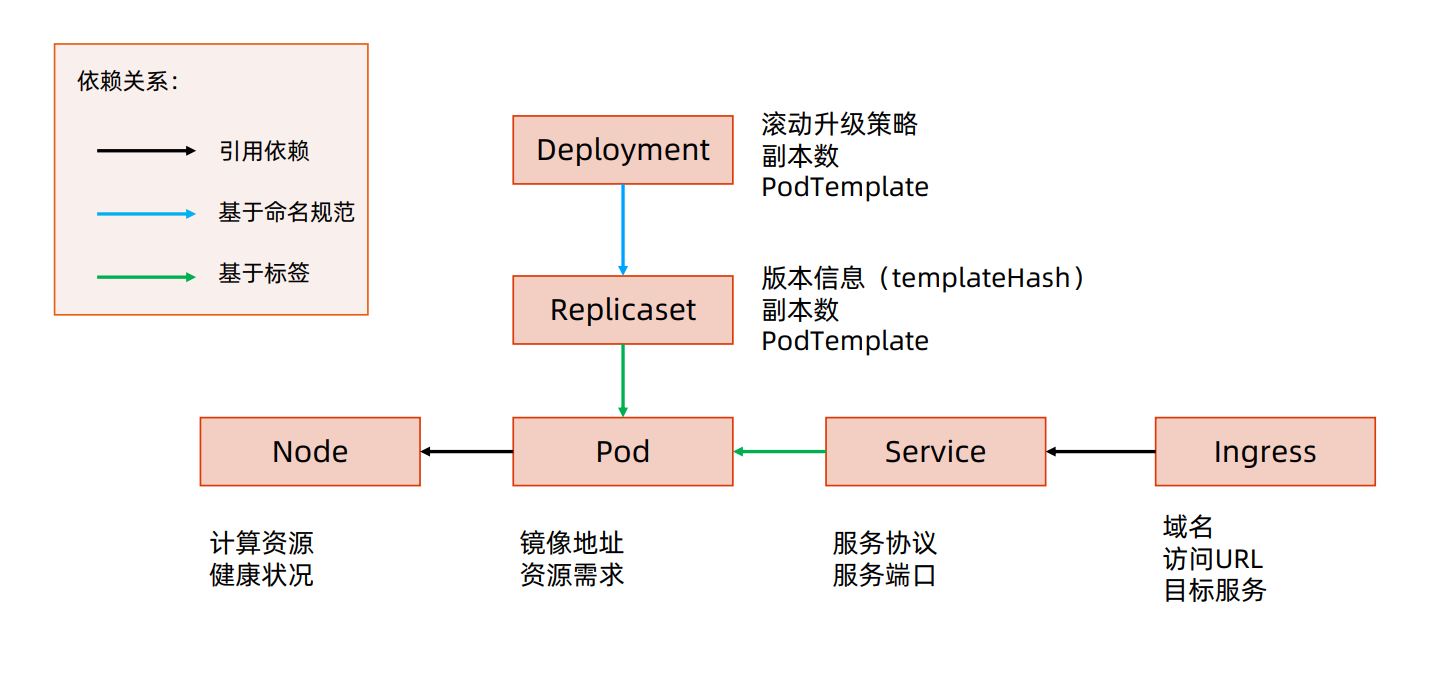 依赖关系：
引用依赖
基于命名规范
基于标签
Deployment
滚动升级策略
副本数
PodTemplate
Replicaset
版本信息（templateHash）
副本数
PodTemplate
Node
Pod
Service
Ingress
计算资源
健康状况
镜像地址
资源需求
服务协议
服务端口
域名
访问URL
目标服务